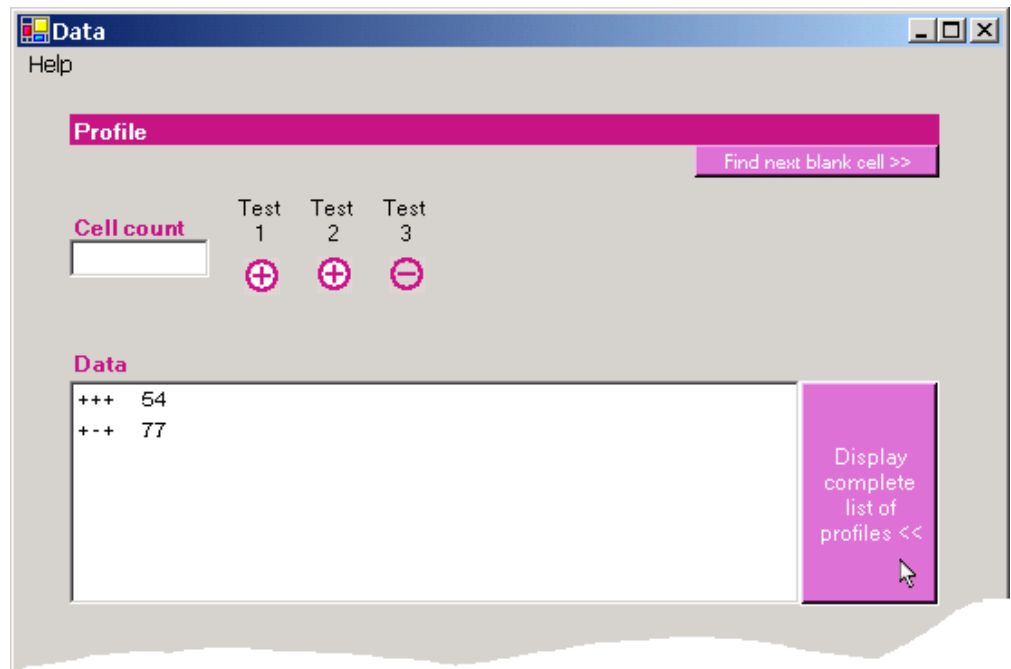 Data
Help
Profile
Find next blank cell >>
Cell count
Test 1
Test 2
Test 3
Data
+++ 54
+-+ 77
Display
complete
list of
profiles <<